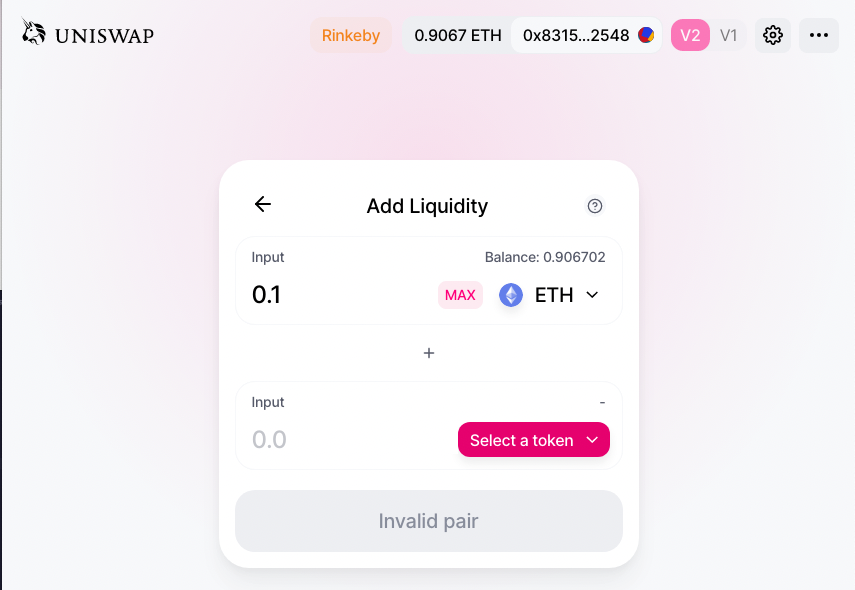 UNISWAP Rinkeby 0.9067 ETH 0x8315...2548 V2 V1
Add Liquidity
Input Balance: 0.906702
0.1 MAX ETH
+
Input -
0.0 Select a token
Invalid pair